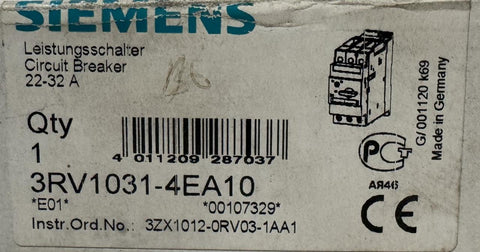 SIEMENS
Leistungsschalter
Circuit Breaker
22-32 A
Qty
1
4 011209 287037
3RV1031-4EA10
*E01* *00107329*
Instr.Ord.No.: 3ZX1012-0RV03-1AA1
G/ 001120 k69
Made in Germany
АЯ46
CE